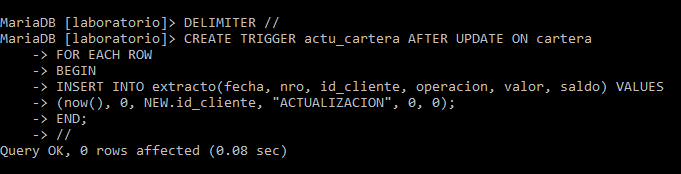 MariaDB [laboratorio]> DELIMITER //
MariaDB [laboratorio]> CREATE TRIGGER actu_cartera AFTER UPDATE ON cartera
    -> FOR EACH ROW
    -> BEGIN
    -> INSERT INTO extracto(fecha, nro, id_cliente, operacion, valor, saldo) VALUES
    -> (now(), 0, NEW.id_cliente, "ACTUALIZACION", 0, 0);
    -> END;
    -> //
Query OK, 0 rows affected (0.08 sec)